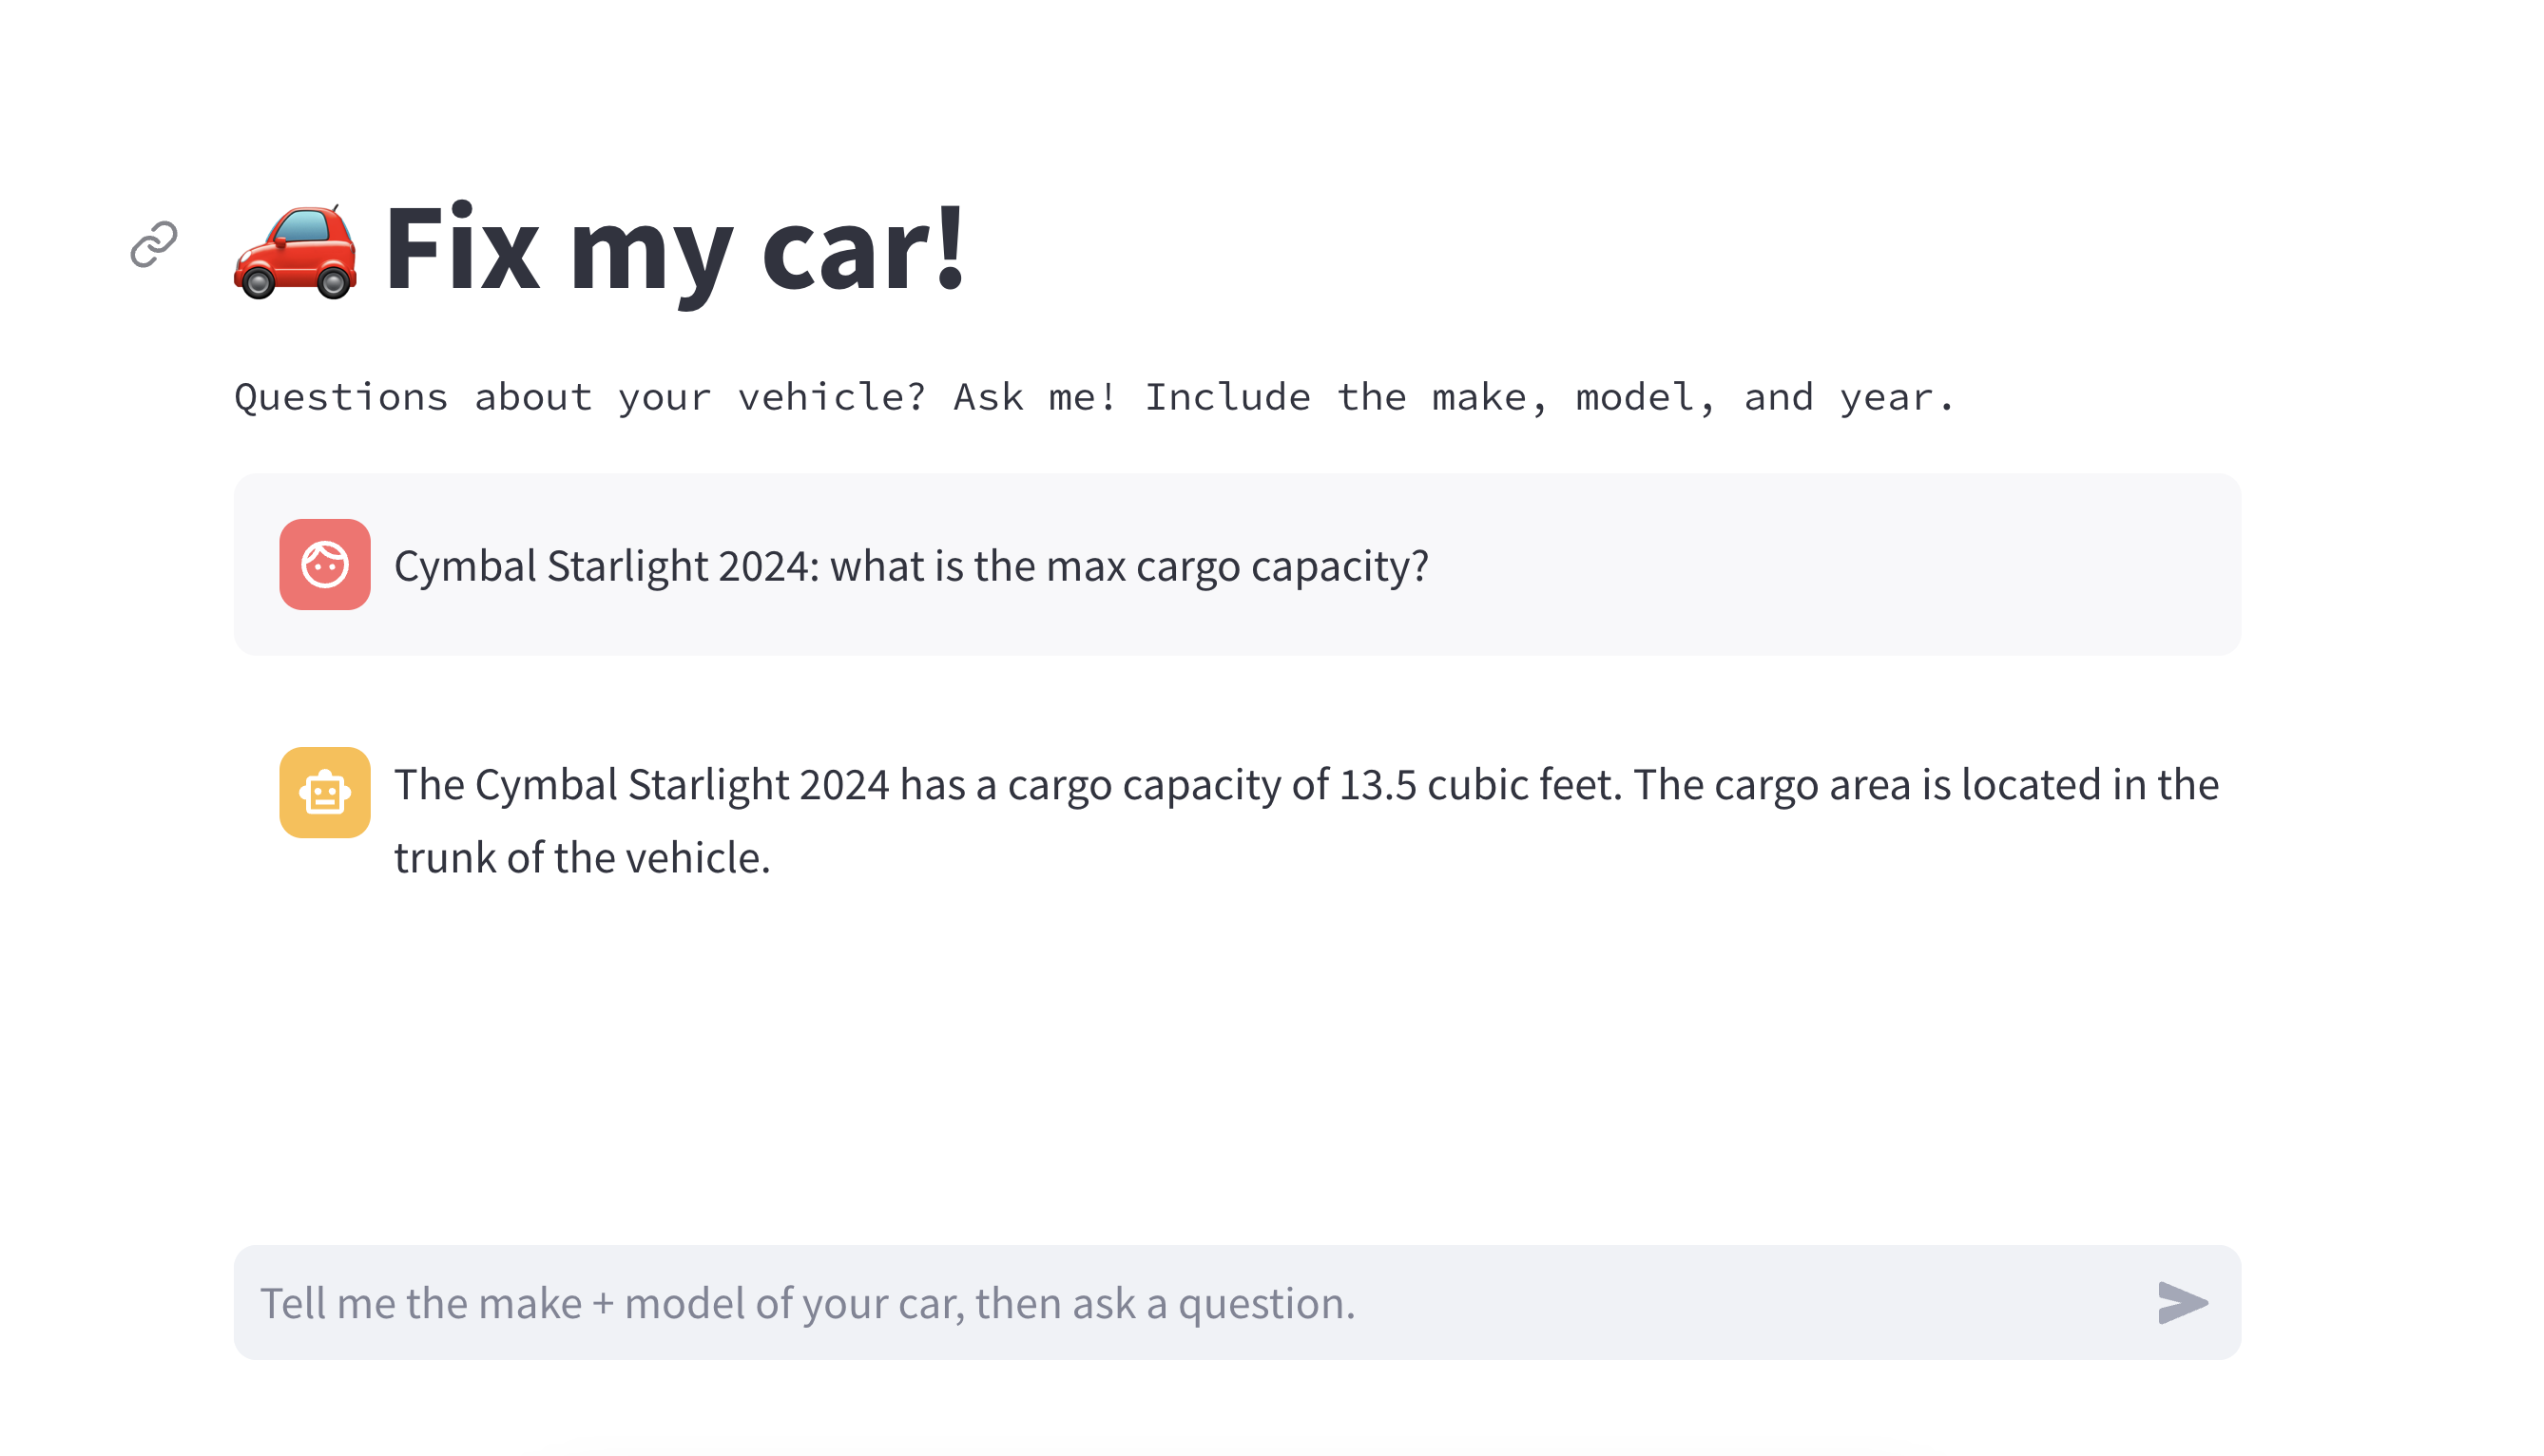 Fix my car!
Questions about your vehicle? Ask me! Include the make, model, and year.
Cymbal Starlight 2024: what is the max cargo capacity?
The Cymbal Starlight 2024 has a cargo capacity of 13.5 cubic feet. The cargo area is located in the
trunk of the vehicle.
Tell me the make + model of your car, then ask a question.